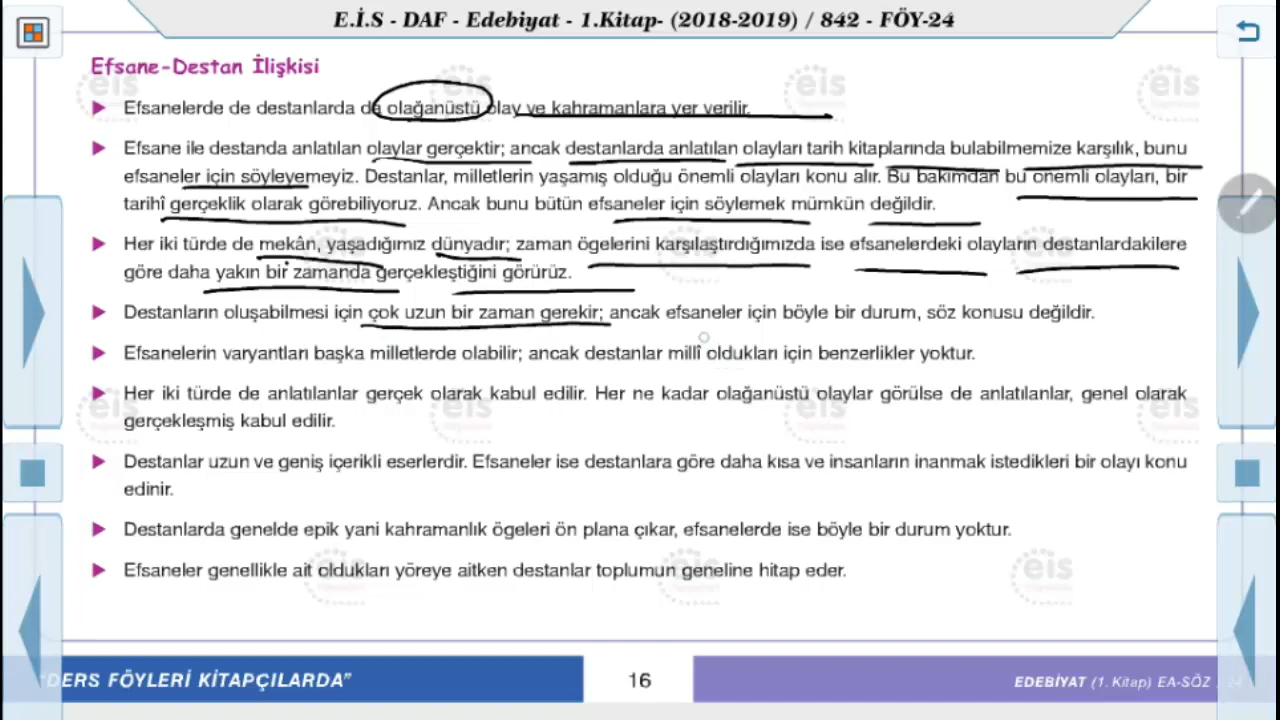 E.İ.S - DAF - Edebiyat - 1.Kitap- (2018-2019) / 842 - FÖY-24
Efsane-Destan İlişkisi
Efsanelerde de destanlarda da olağanüstü olay ve kahramanlara yer verilir.
Efsane ile destanda anlatılan olaylar gerçektir; ancak destanlarda anlatılan olayları tarih kitaplarında bulabilmemize karşılık, bunu
efsaneler için söyleyemeyiz. Destanlar, milletlerin yaşamış olduğu önemli olayları konu alır. Bu bakımdan bu önemli olayları, bir
tarihî gerçeklik olarak görebiliyoruz. Ancak bunu bütün efsaneler için söylemek mümkün değildir.
Her iki türde de mekân, yaşadığımız dünyadır; zaman ögelerini karşılaştırdığımızda ise efsanelerdeki olayların destanlardakilere
göre daha yakın bir zamanda gerçekleştiğini görürüz.
Destanların oluşabilmesi için çok uzun bir zaman gerekir; ancak efsaneler için böyle bir durum, söz konusu değildir.
Efsanelerin varyantları başka milletlerde olabilir; ancak destanlar millî oldukları için benzerlikler yoktur.
Her iki türde de anlatılanlar gerçek olarak kabul edilir. Her ne kadar olağanüstü olaylar görülse de anlatılanlar, genel olarak
gerçekleşmiş kabul edilir.
Destanlar uzun ve geniş içerikli eserlerdir. Efsaneler ise destanlara göre daha kısa ve insanların inanmak istedikleri bir olayı konu
edinir.
Destanlarda genelde epik yani kahramanlık ögeleri ön plana çıkar, efsanelerde ise böyle bir durum yoktur.
Efsaneler genellikle ait oldukları yöreye aitken destanlar toplumun geneline hitap eder.
"DERS FÖYLERİ KİTAPÇILARDA"
16
EDEBİYAT (1. Kitap) EA-SÖZ 24